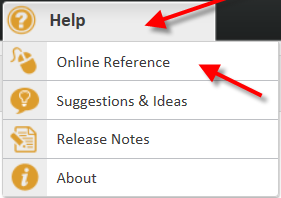 Help
Online Reference
Suggestions & Ideas
Release Notes
About